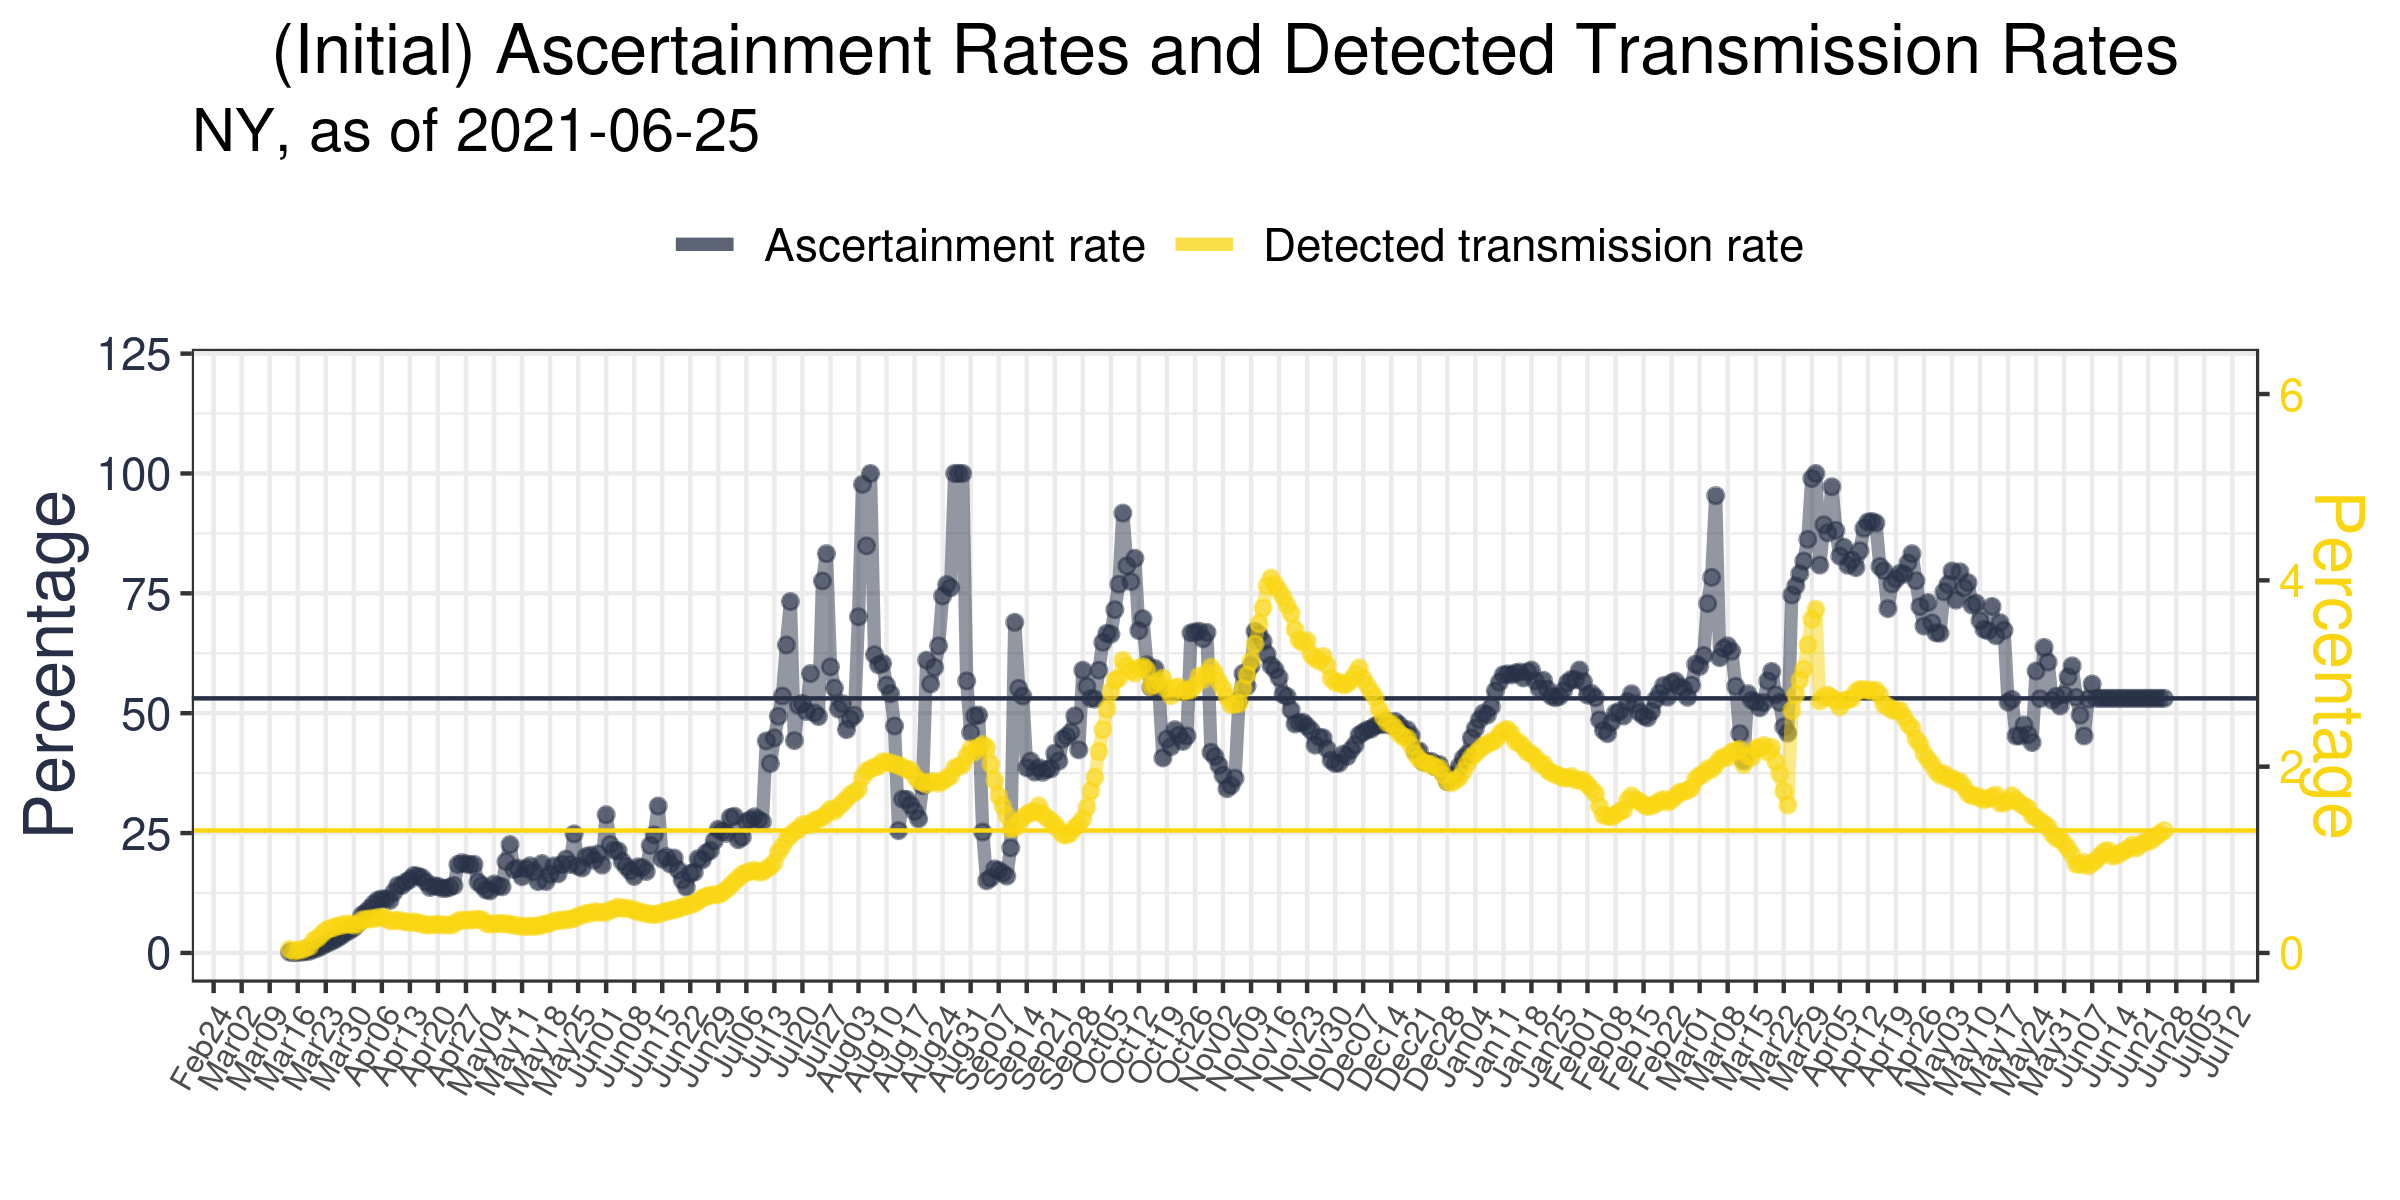 (Initial) Ascertainment Rates and Detected Transmission Rates
NY, as of 2021-06-25
Ascertainment rate
Detected transmission rate
Percentage
125
100
75
50
25
0
6
4
2
0
Percentage
Feb24
Mar02
Mar09
Mar16
Mar23
Mar30
Apr06
Apr13
Apr20
Apr27
May04
May11
May18
May25
Jun01
Jun08
Jun15
Jun22
Jun29
Jul06
Jul13
Jul20
Jul27
Aug03
Aug10
Aug17
Aug24
Aug31
Sep07
Sep14
Sep21
Sep28
Oct05
Oct12
Oct19
Oct26
Nov02
Nov09
Nov16
Nov23
Nov30
Dec07
Dec14
Dec21
Dec28
Jan04
Jan11
Jan18
Jan25
Feb01
Feb08
Feb15
Feb22
Mar01
Mar08
Mar15
Mar22
Mar29
Apr05
Apr12
Apr19
Apr26
May03
May10
May17
May24
May31
Jun07
Jun14
Jun21
Jun28
Jul05
Jul12